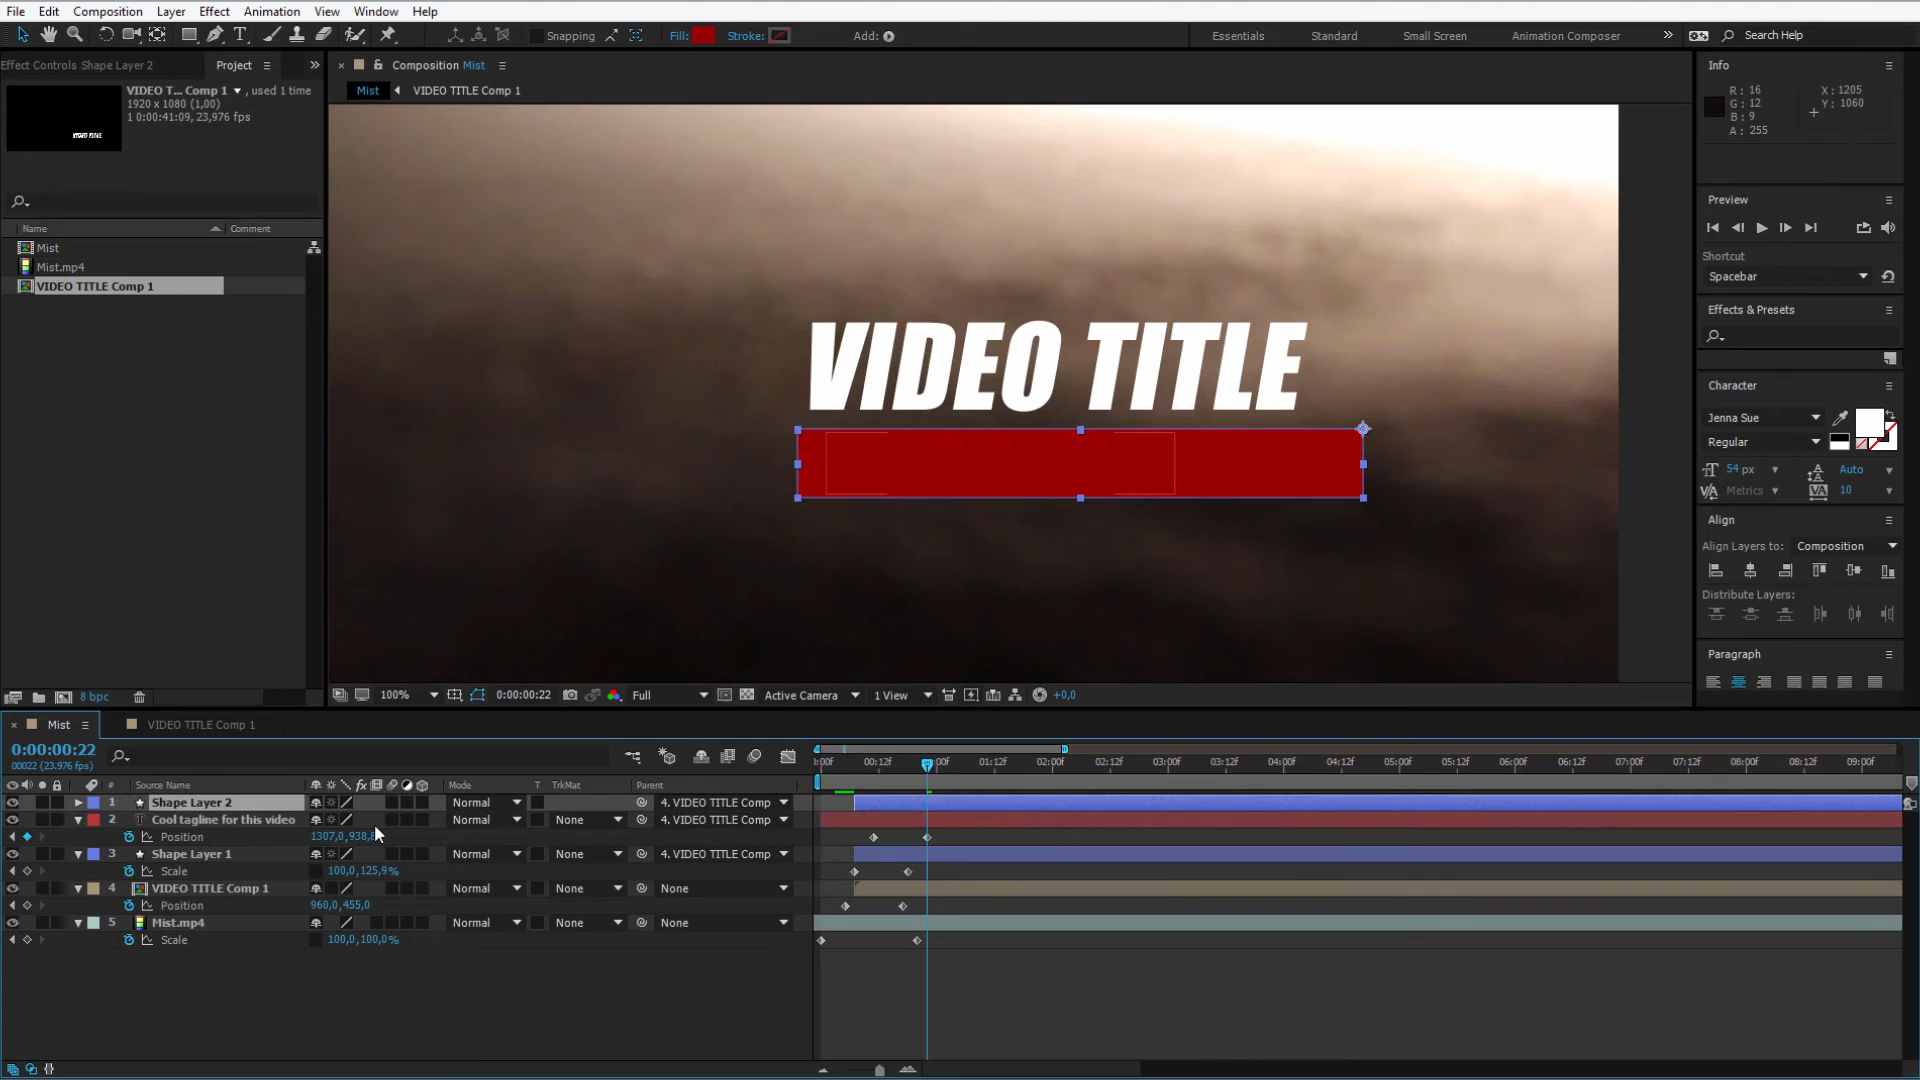 File Edit Composition Layer Effect Animation View Window Help
Snapping Fill: Stroke: Add: Essentials Standard Small Screen Animation Composer » Search Help
Effect Controls Shape Layer 2 Project »
Composition Mist
Info
VIDEO T... Comp 1 , used 1 time
1920 x 1080 (1,00)
1 0:00:41:09, 23,976 fps
Mist VIDEO TITLE Comp 1
R: 16 X: 1205
G: 12 Y: 1060
B: 9
A: 255
VIDEO TITLE
Name Comment
Mist
Mist.mp4
VIDEO TITLE Comp 1
VIDEO TITLE
Preview
Shortcut
Spacebar
Effects & Presets
Character
Jenna Sue
Regular
54 px Auto
Metrics 10
Align
Align Layers to: Composition
Distribute Layers:
Paragraph
8 bpc
100% 0:00:00:22 Full Active Camera 1 View +0,0
Mist VIDEO TITLE Comp 1
0:00:00:22
00022 (23.976 fps)
:00f 00:12f :00f 01:12f 02:00f 02:12f 03:00f 03:12f 04:00f 04:12f 05:00f 05:12f 06:00f 06:12f 07:00f 07:12f 08:00f 08:12f 09:00f
# Source Name Mode T TrkMat Parent
1 Shape Layer 2 Normal 4. VIDEO TITLE Comp
2 Cool tagline for this video Normal None 4. VIDEO TITLE Comp
Position 1307,0,938,
3 Shape Layer 1 Normal None 4. VIDEO TITLE Comp
Scale 100,0,125,9%
4 VIDEO TITLE Comp 1 Normal None None
Position 960,0,455,0
5 Mist.mp4 Normal None None
Scale 100,0,100,0%